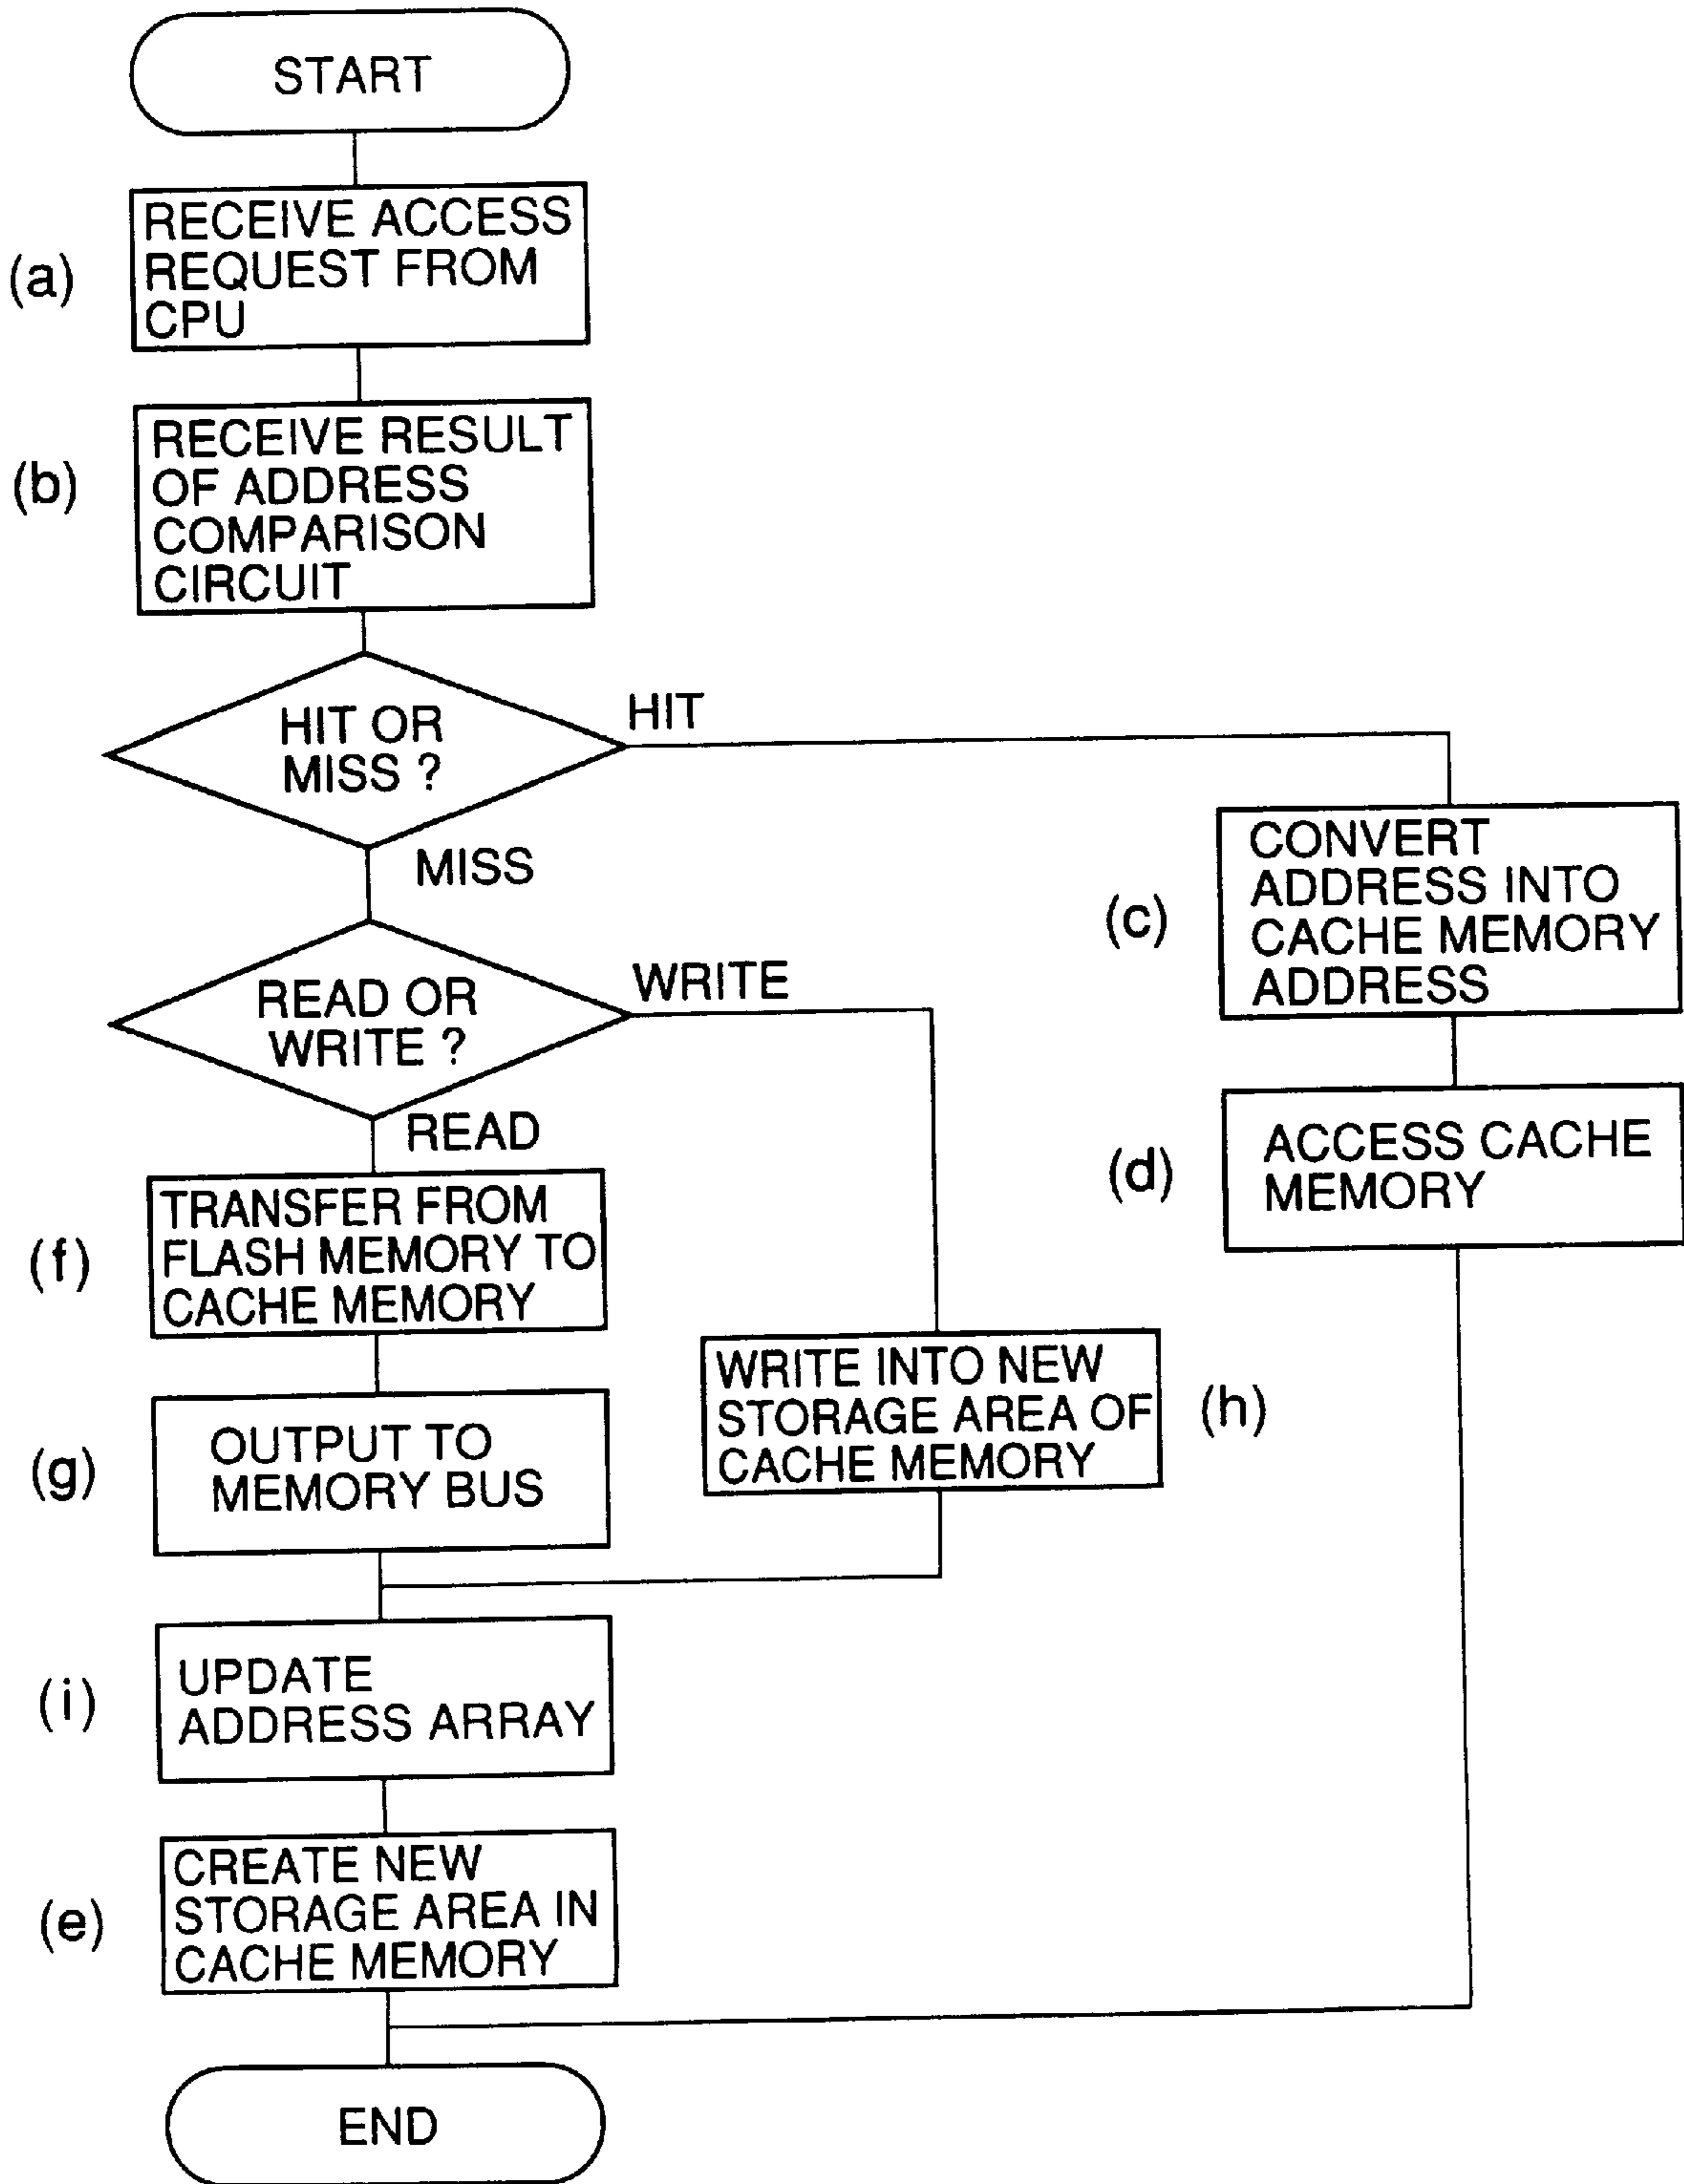 START
(a)
RECEIVE ACCESS
REQUEST FROM
CPU
(b)
RECEIVE RESULT
OF ADDRESS
COMPARISON
CIRCUIT
HIT OR
MISS ?
HIT
MISS
(c)
CONVERT
ADDRESS INTO
CACHE MEMORY
ADDRESS
READ OR
WRITE ?
WRITE
READ
(d)
ACCESS CACHE
MEMORY
(f)
TRANSFER FROM
FLASH MEMORY TO
CACHE MEMORY
WRITE INTO NEW
STORAGE AREA OF
CACHE MEMORY
(h)
(g)
OUTPUT TO
MEMORY BUS
(i)
UPDATE
ADDRESS ARRAY
(e)
CREATE NEW
STORAGE AREA IN
CACHE MEMORY
END